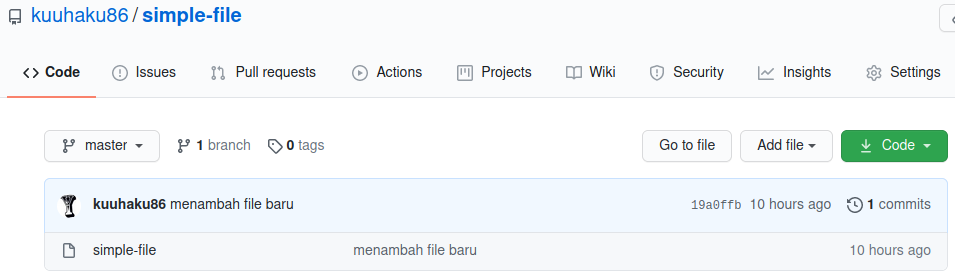 kuuhaku86 / simple-file
Code Issues Pull requests Actions Projects Wiki Security Insights Settings
master 1 branch 0 tags Go to file Add file Code
kuuhaku86 menambah file baru 19a0ffb 10 hours ago 1 commits
simple-file menambah file baru 10 hours ago